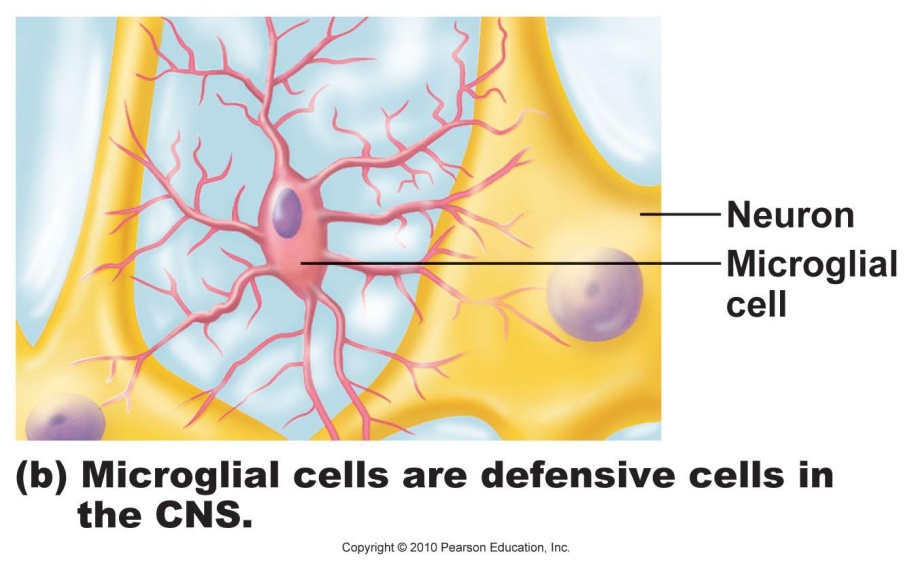 Neuron
Microglial
cell
(b) Microglial cells are defensive cells in
the CNS.
Copyright © 2010 Pearson Education, Inc.